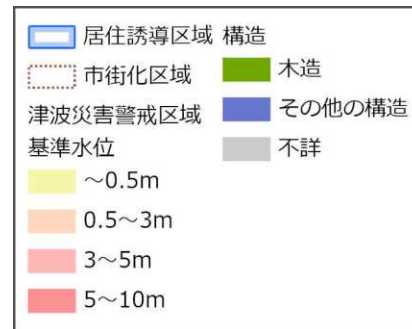 居住誘導区域
市街化区域
津波災害警戒区域
基準水位
～0.5m
0.5～3m
3～5m
5～10m
構造
木造
その他の構造
不詳